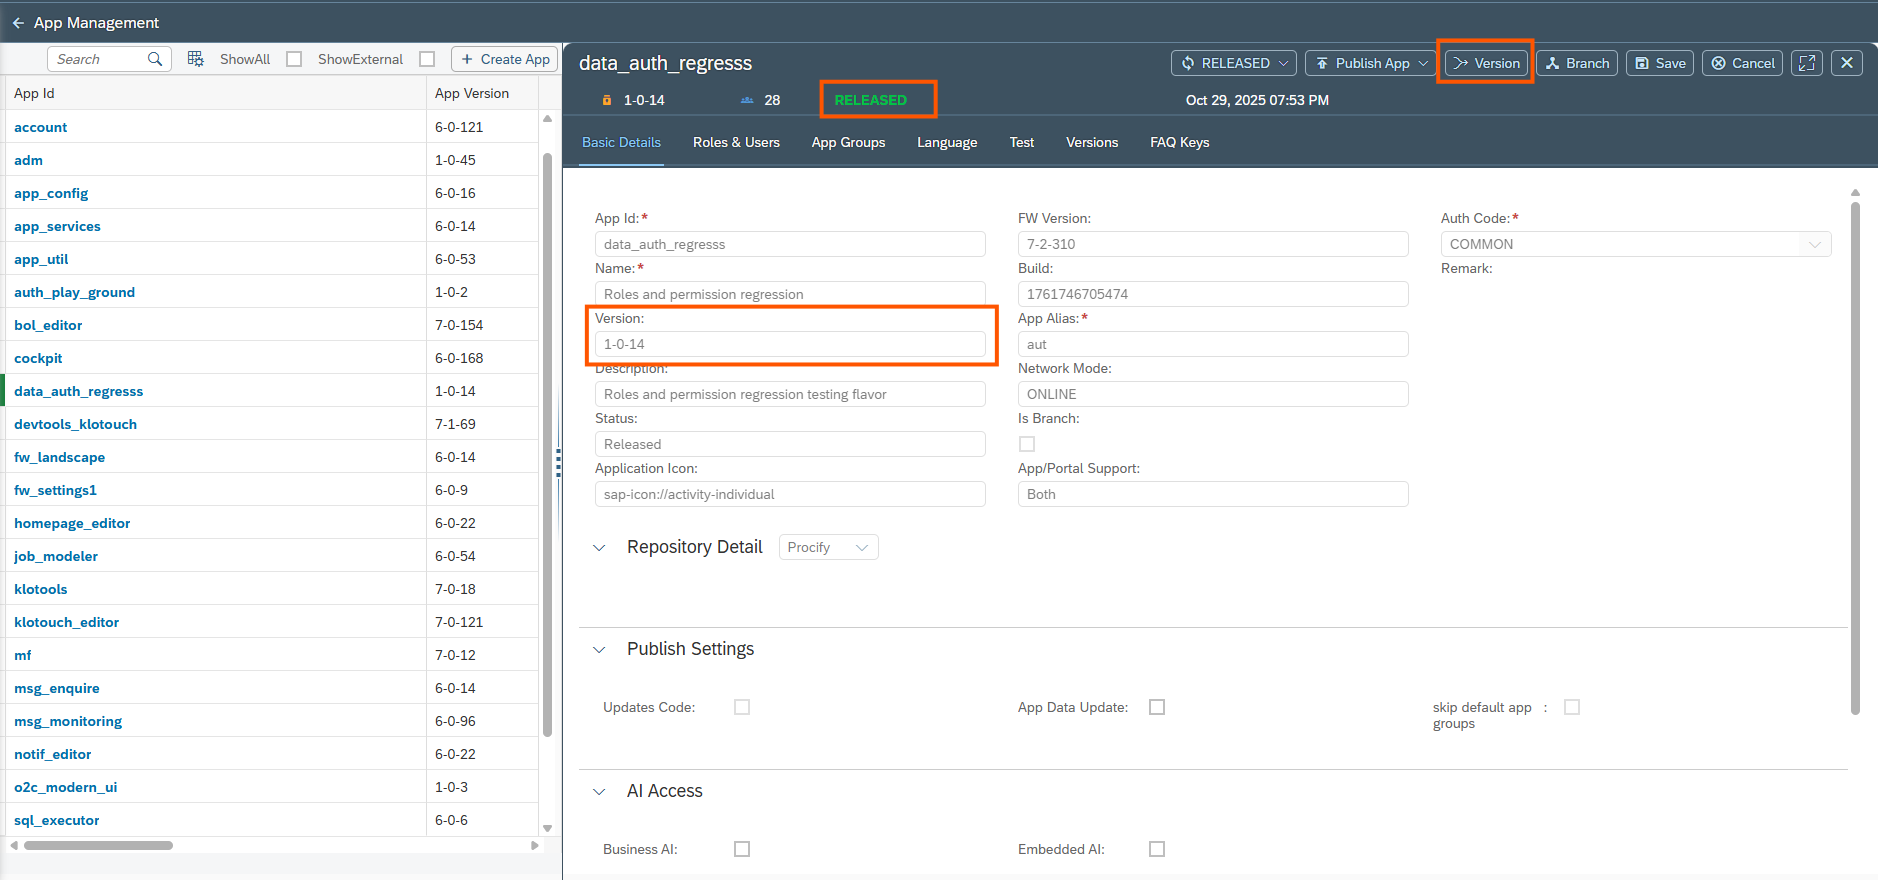 App Management
Search
ShowAll
ShowExternal
Create App
App Id App Version
account 6-0-121
adm 1-0-45
app_config 6-0-16
app_services 6-0-14
app_util 6-0-53
auth_play_ground 1-0-2
bol_editor 7-0-154
cockpit 6-0-168
data_auth_regresss 1-0-14
devtools_klotouch 7-1-69
fw_landscape 6-0-14
fw_settings1 6-0-9
homepage_editor 6-0-22
job_modeler 6-0-54
klotools 7-0-18
klotouch_editor 7-0-121
mf 7-0-12
msg_enquire 6-0-14
msg_monitoring 6-0-96
notif_editor 6-0-22
o2c_modern_ui 1-0-3
sql_executor 6-0-6
data_auth_regresss
RELEASED Publish App Version Branch Save Cancel
1-0-14 28 RELEASED Oct 29, 2025 07:53 PM
Basic Details Roles & Users App Groups Language Test Versions FAQ Keys
App Id:*
data_auth_regresss
Name:*
Roles and permission regression
Version:
1-0-14
Description:
Roles and permission regression testing flavor
Status:
Released
Application Icon:
sap-icon://activity-individual
FW Version:
7-2-310
Build:
1761746705474
App Alias:*
aut
Network Mode:
ONLINE
Is Branch:
App/Portal Support:
Both
Auth Code:*
COMMON
Remark:
Repository Detail Procify
Publish Settings
Updates Code:
App Data Update:
skip default app :
groups
AI Access
Business AI:
Embedded AI: